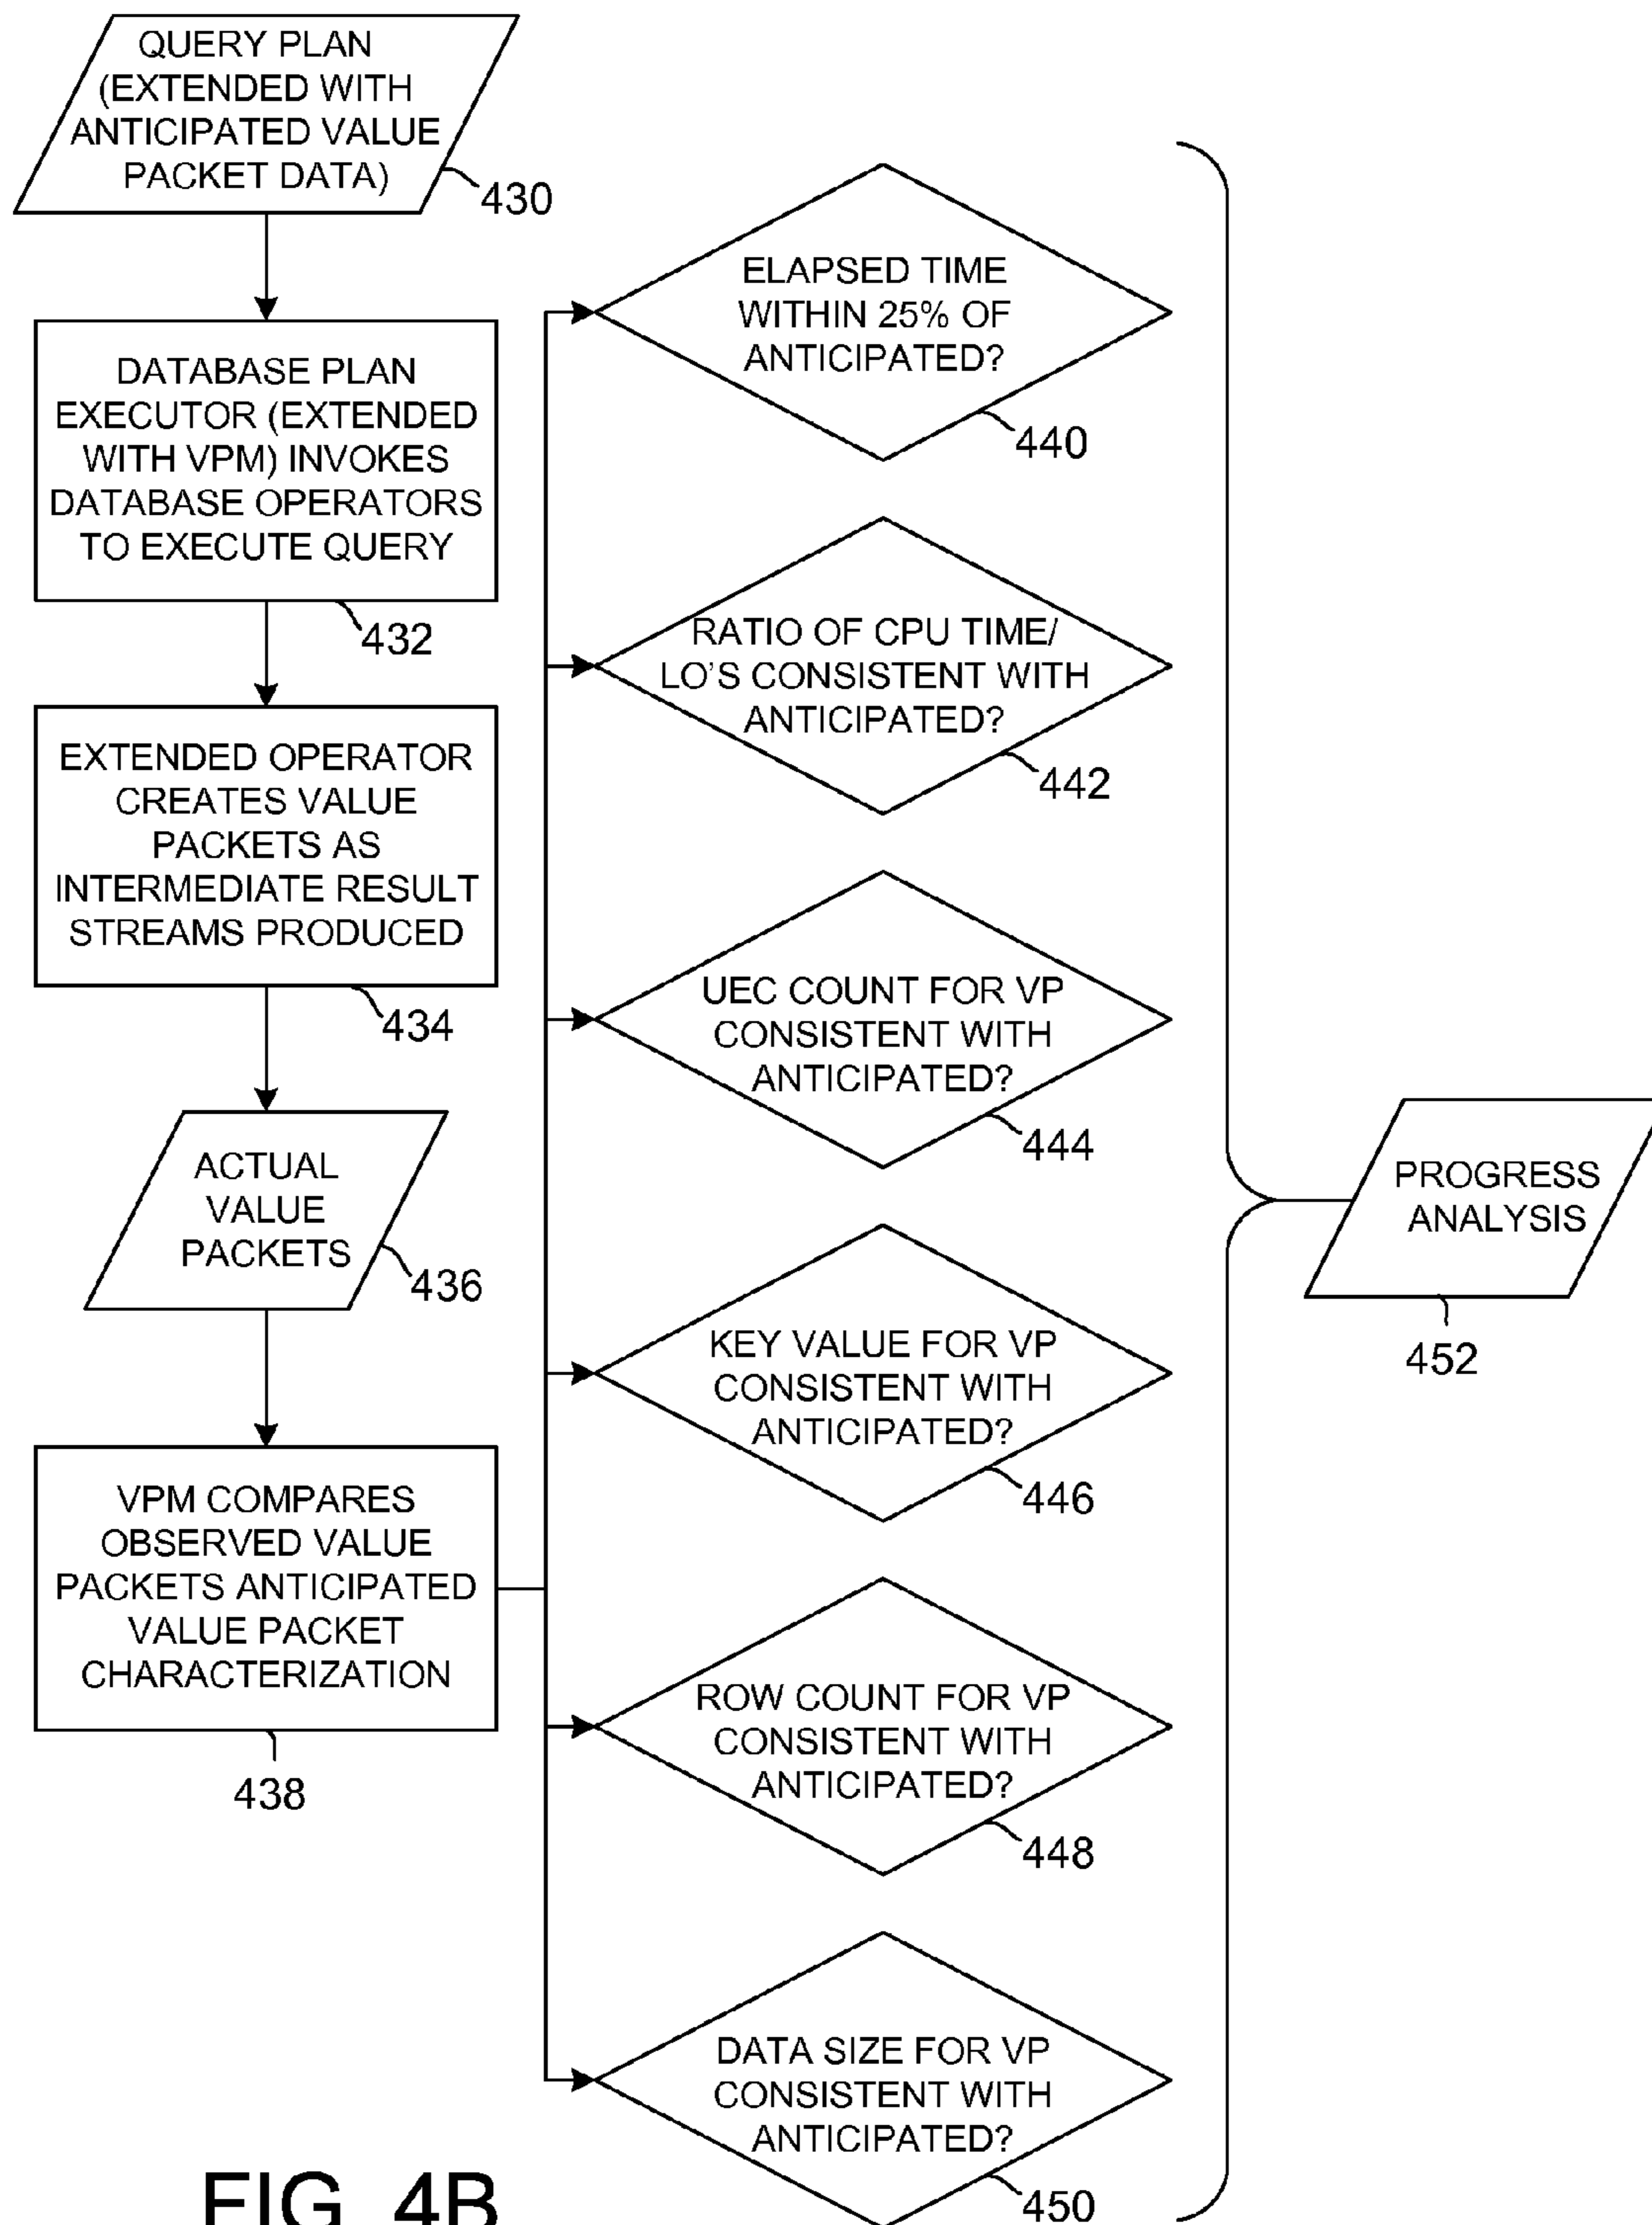 QUERY PLAN
(EXTENDED WITH
ANTICIPATED VALUE
PACKET DATA)
430
DATABASE PLAN
EXECUTOR (EXTENDED
WITH VPM) INVOKES
DATABASE OPERATORS
TO EXECUTE QUERY
432
EXTENDED OPERATOR
CREATES VALUE
PACKETS AS
INTERMEDIATE RESULT
STREAMS PRODUCED
434
ACTUAL
VALUE
PACKETS
436
VPM COMPARES
OBSERVED VALUE
PACKETS ANTICIPATED
VALUE PACKET
CHARACTERIZATION
438
ELAPSED TIME
WITHIN 25% OF
ANTICIPATED?
440
RATIO OF CPU TIME/
LO'S CONSISTENT WITH
ANTICIPATED?
442
UEC COUNT FOR VP
CONSISTENT WITH
ANTICIPATED?
444
KEY VALUE FOR VP
CONSISTENT WITH
ANTICIPATED?
446
ROW COUNT FOR VP
CONSISTENT WITH
ANTICIPATED?
448
DATA SIZE FOR VP
CONSISTENT WITH
ANTICIPATED?
450
PROGRESS
ANALYSIS
452
FIG. 4B